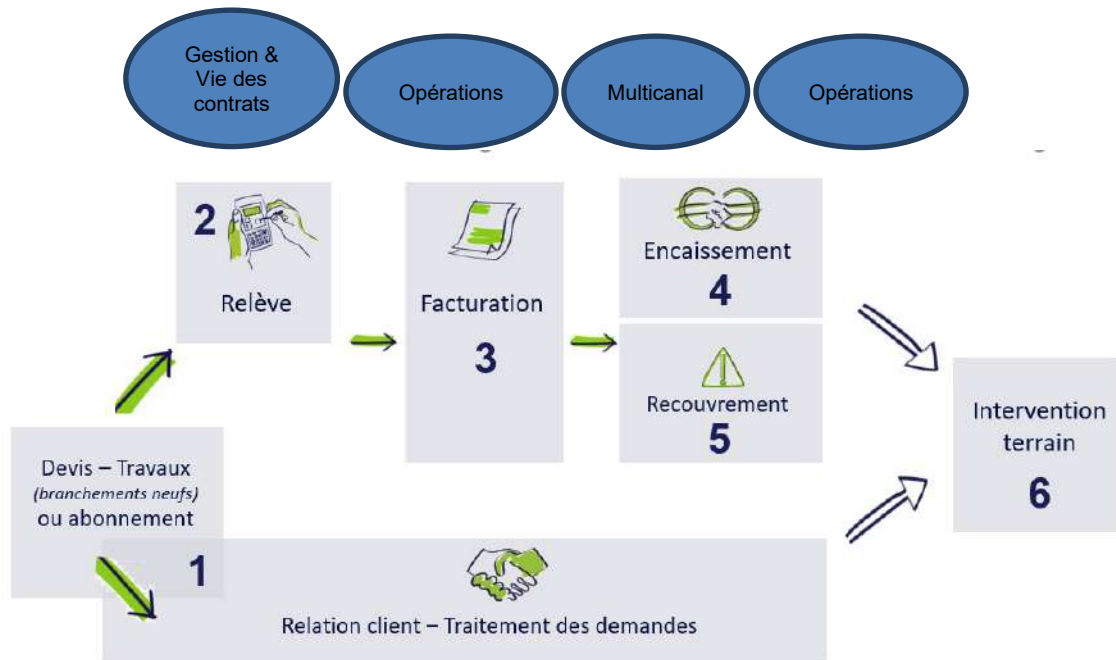 Gestion &
Vie des
contrats
Opérations
Multicanal
Opérations
2
Relève
Facturation
3
Encaissement
4
Recouvrement
5
Intervention
terrain
6
Devis – Travaux
(branchements neufs)
ou abonnement
1
Relation client – Traitement des demandes